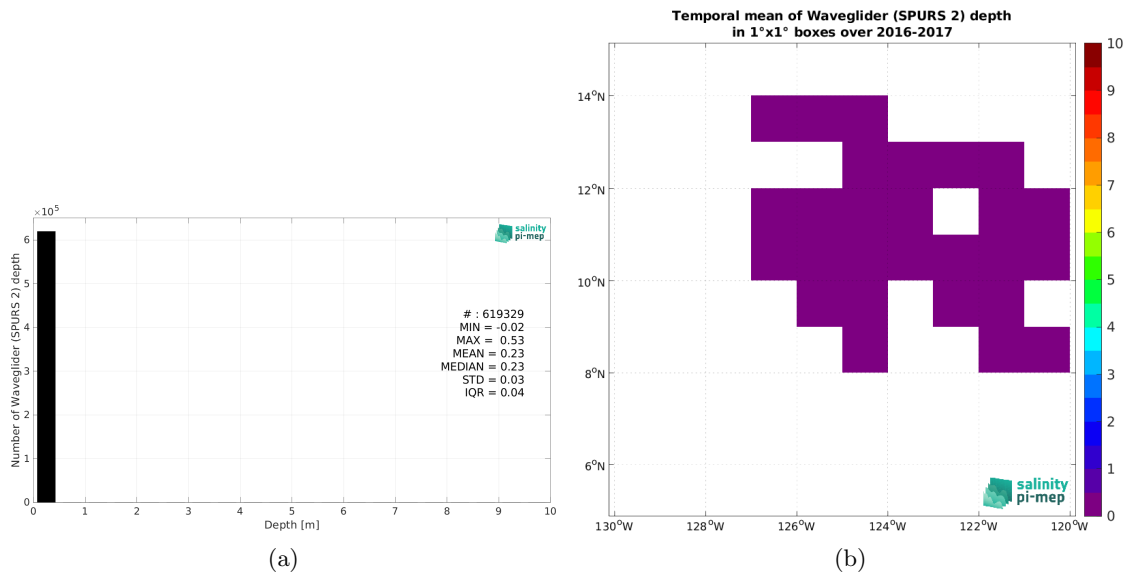 ×10⁵
6
5
4
3
2
1
0
Number of Waveglider (SPURS 2) depth
salinity
pi-mep
# : 619329
MIN = -0.02
MAX = 0.53
MEAN = 0.23
MEDIAN = 0.23
STD = 0.03
IQR = 0.04
0 1 2 3 4 5 6 7 8 9 10
Depth [m]
(a)
Temporal mean of Waveglider (SPURS 2) depth
in 1°x1° boxes over 2016-2017
14°N
12°N
10°N
8°N
6°N
130°W 128°W 126°W 124°W 122°W 120°W
salinity
pi-mep
10
9
8
7
6
5
4
3
2
1
0
(b)